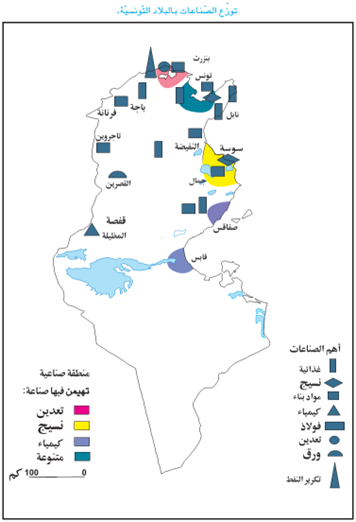 توزّع الصّناعات بالبلاد التّونسيّة.
بنزرت
تونس
نابل
باجة
فرنانة
تاجروين
النفيضة
سوسة
جمال
القصرين
صفاقس
قفصة
المظيلة
قابس
أهم الصناعات
غذائية
نسيج
مواد بناء
كيمياء
فولاذ
تعدين
ورق
تكرير النفط
منطقة صناعية
تهيمن فيها صناعة:
تعدين
نسيج
كيمياء
متنوعة
0 100 كم